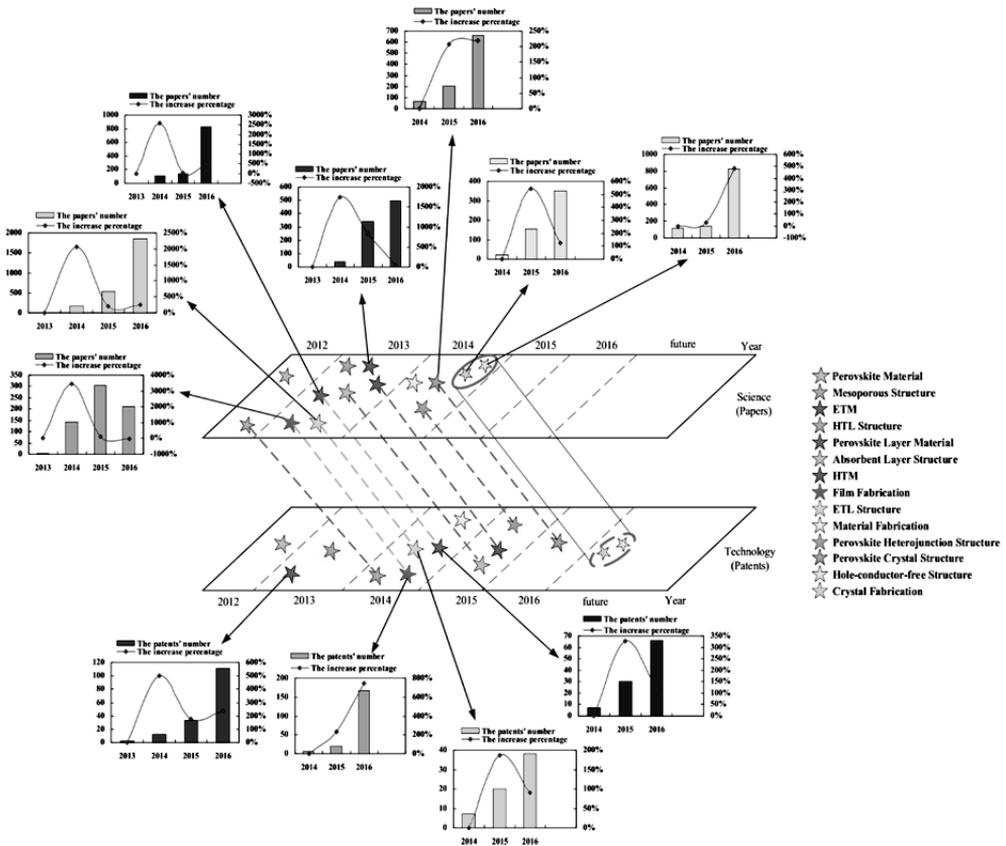 The papers' number
The increase percentage
700
600
500
400
300
200
100
0
250%
200%
150%
100%
50%
0%
2014 2015 2016
The papers' number
The increase percentage
1000
800
600
400
200
0
3000%
2500%
2000%
1500%
1000%
500%
0%
-500%
2013 2014 2015 2016
The papers' number
The increase percentage
600
500
400
300
200
100
0
2000%
1500%
1000%
500%
0%
2013 2014 2015 2016
The papers' number
The increase percentage
400
300
200
100
0
600%
500%
400%
300%
200%
100%
0%
2014 2015 2016
The papers' number
The increase percentage
1000
800
600
400
200
0
600%
500%
400%
300%
200%
100%
0%
-100%
2014 2015 2016
The papers' number
The increase percentage
2000
1500
1000
500
0
2500%
2000%
1500%
1000%
500%
0%
2013 2014 2015 2016
The papers' number
The increase percentage
350
300
250
200
150
100
50
0
4000%
3000%
2000%
1000%
0%
-1000%
2013 2014 2015 2016
2012 2013 2014 2015 2016 future Year
Science
(Papers)
Technology
(Patents)
2012 2013 2014 2015 2016 future Year
Perovskite Material
Mesoporous Structure
ETM
HTL Structure
Perovskite Layer Material
Absorbent Layer Structure
HTM
Film Fabrication
ETL Structure
Material Fabrication
Perovskite Heterojunction Structure
Perovskite Crystal Structure
Hole-conductor-free Structure
Crystal Fabrication
The patents' number
The increase percentage
120
100
80
60
40
20
0
600%
500%
400%
300%
200%
100%
0%
2013 2014 2015 2016
The patents' number
The increase percentage
200
150
100
50
0
800%
600%
400%
200%
0%
2014 2015 2016
The patents' number
The increase percentage
40
30
20
10
0
200%
150%
100%
50%
0%
2014 2015 2016
The patents' number
The increase percentage
70
60
50
40
30
20
10
0
350%
300%
250%
200%
150%
100%
50%
0%
2014 2015 2016